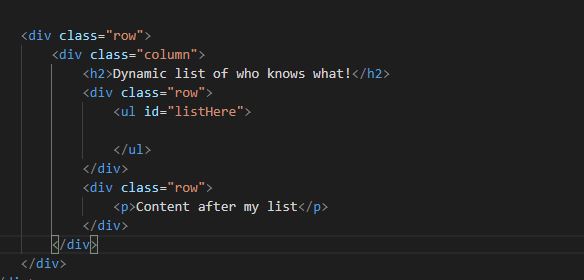 <div class="row">
<div class="column">
<h2>Dynamic list of who knows what!</h2>
<div class="row">
<ul id="listHere">
</ul>
</div>
<div class="row">
<p>Content after my list</p>
</div>
</div>
</div>